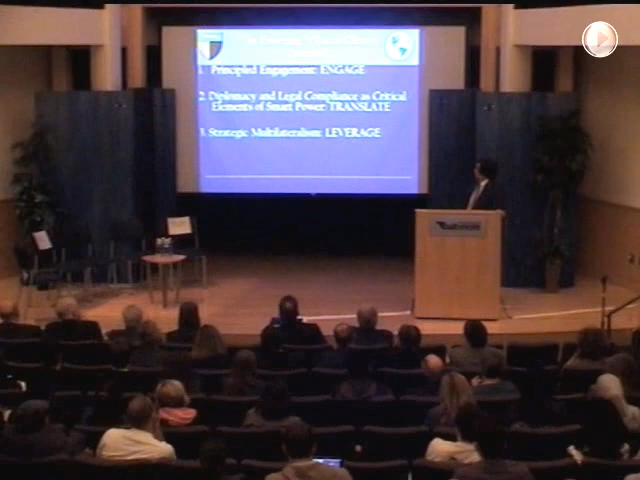 1. Principled Engagement: ENGAGE
2. Diplomacy and Legal Compliance as Critical
Elements of Smart Power: TRANSLATE
3. Strategic Multilateralism: LEVERAGE